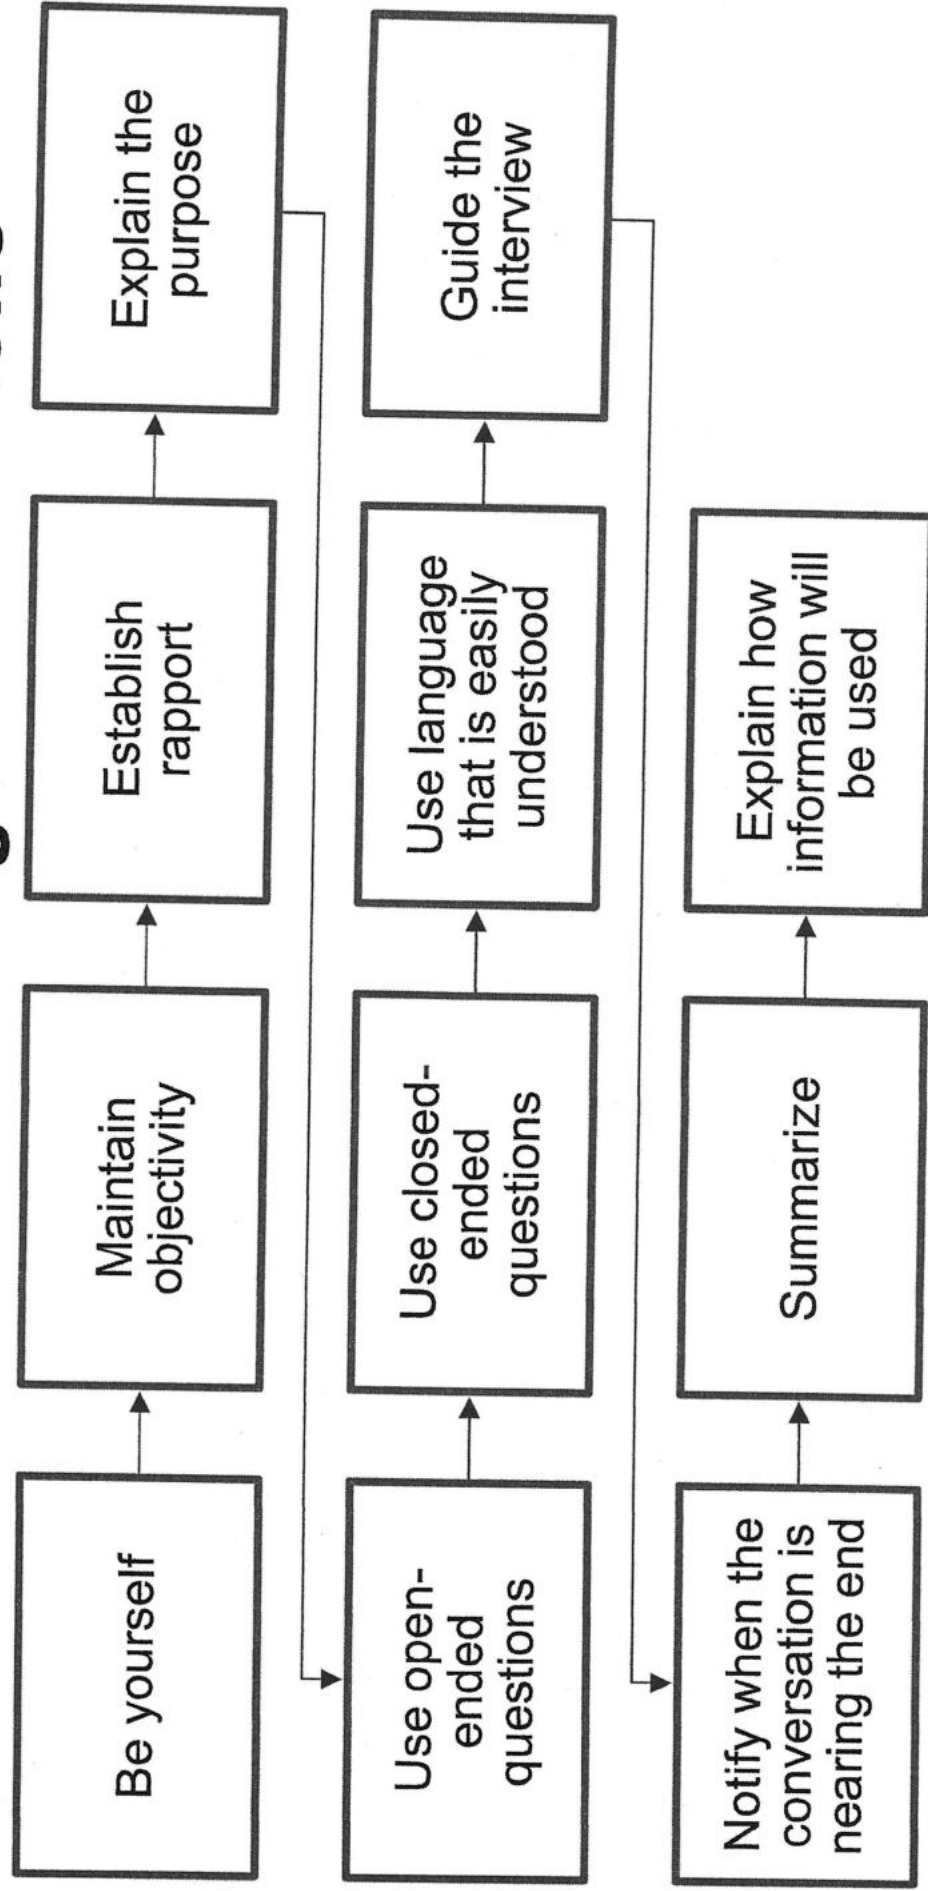 Be yourself
Maintain
objectivity
Establish
rapport
Explain the
purpose
Use open-
ended
questions
Use closed-
ended
questions
Use language
that is easily
understood
Guide the
interview
Notify when the
conversation is
nearing the end
Summarize
Explain how
information will
be used